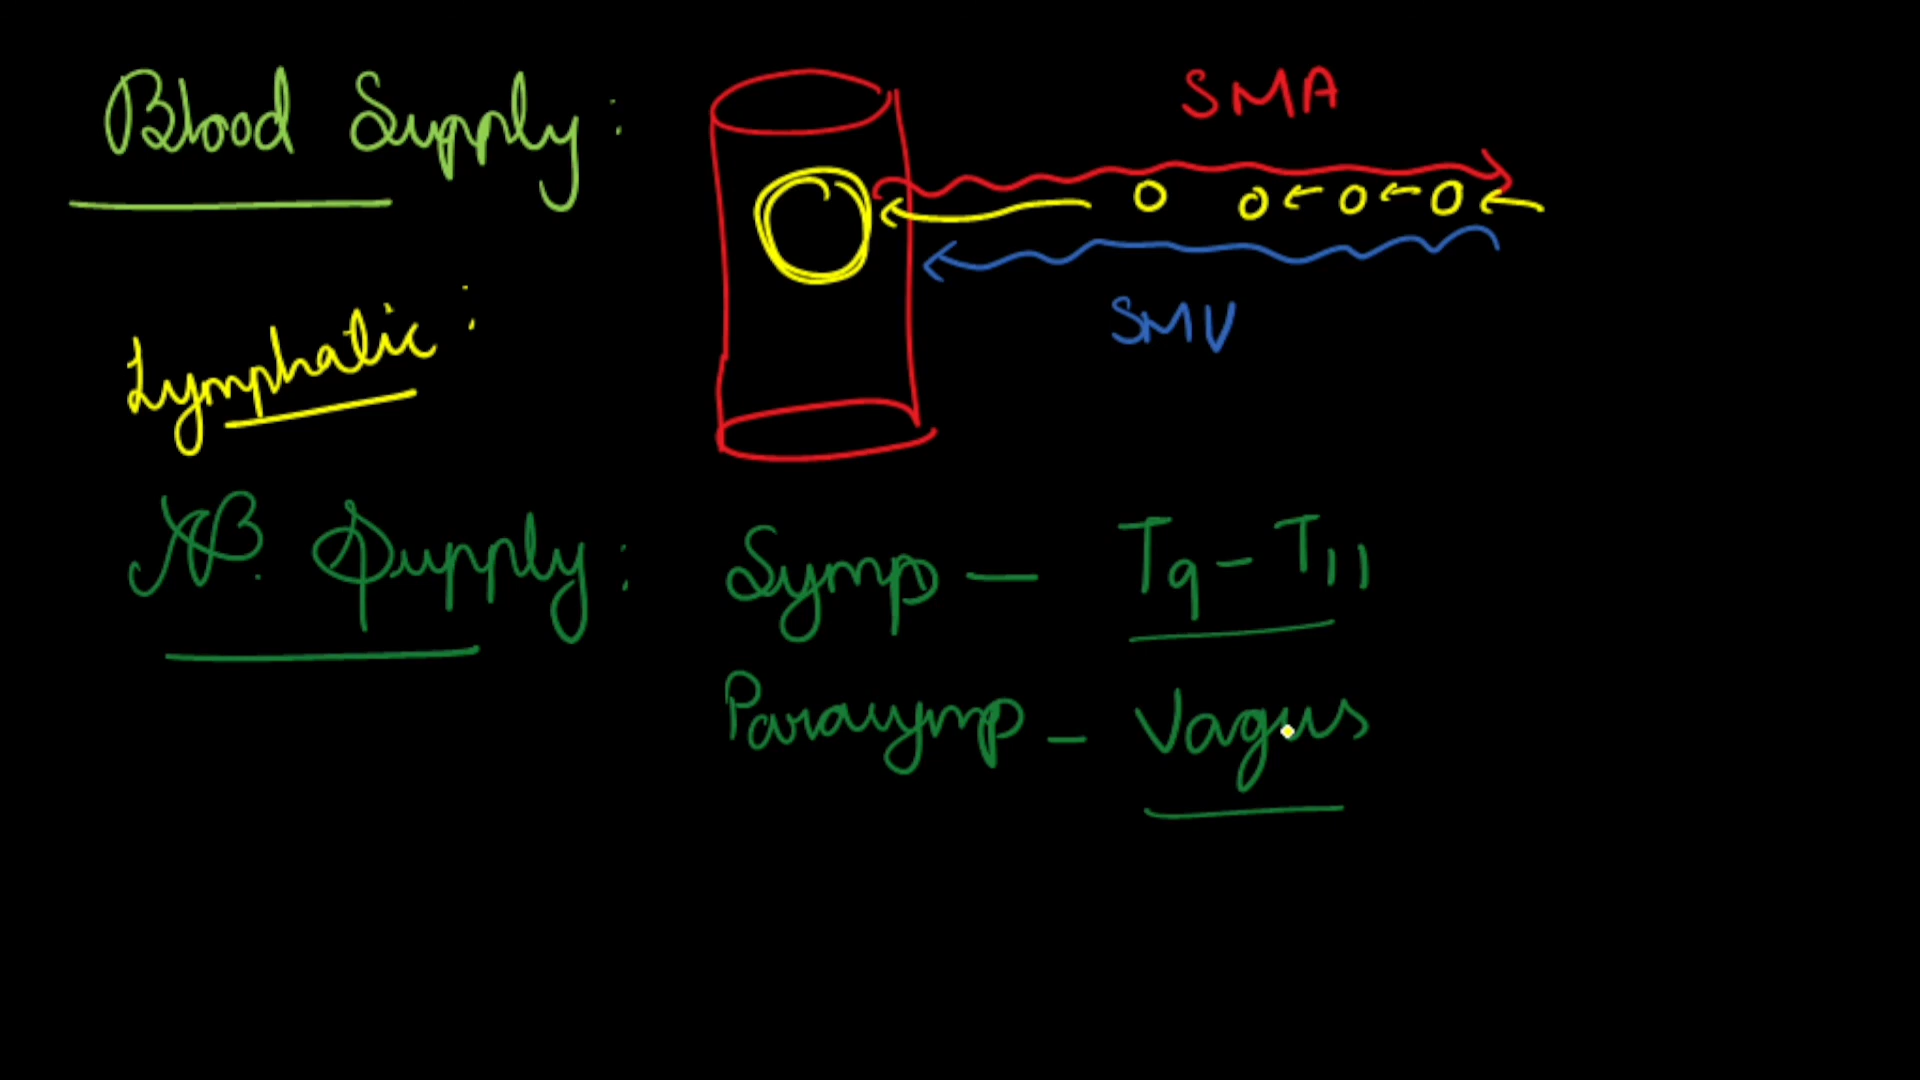 Blood Supply:
SMA
SMV
Lymphatic:
N. Supply:
Symp — T9 - T11
Parasymp - Vagus